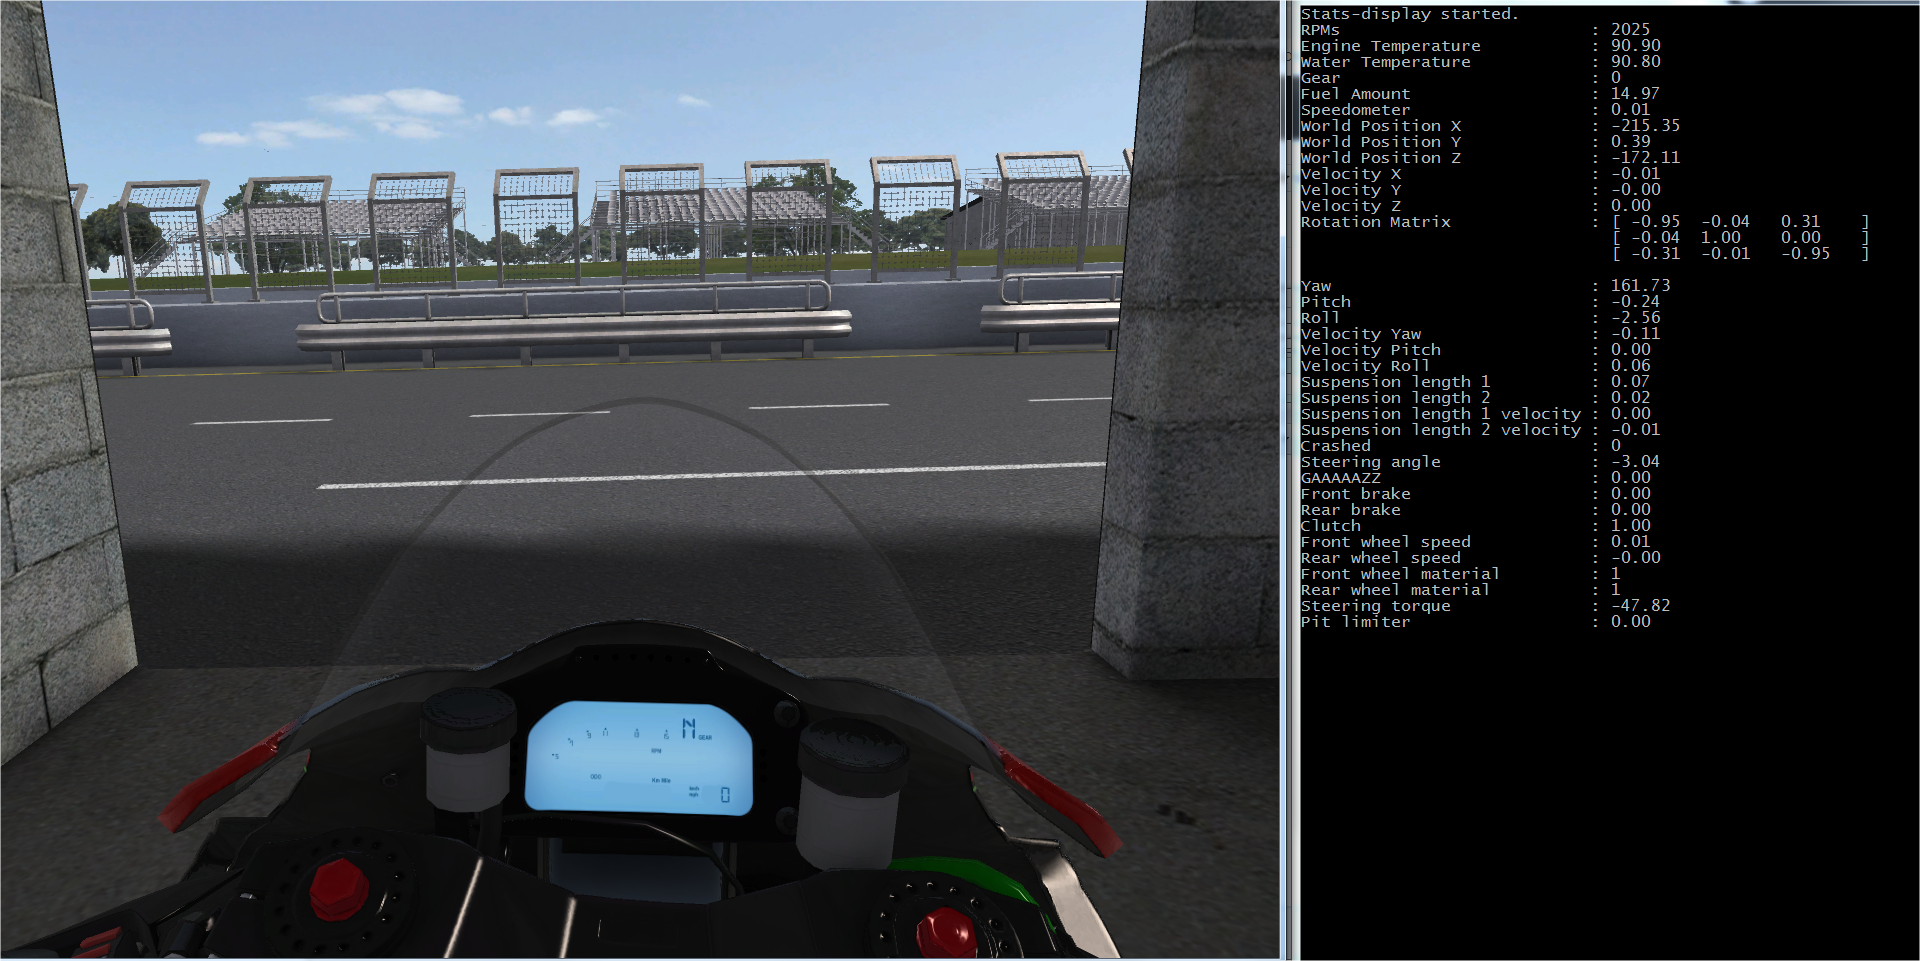 Stats-display started.
RPMs : 2025
Engine Temperature : 90.90
Water Temperature : 90.80
Gear : 0
Fuel Amount : 14.97
Speedometer : 0.01
World Position X : -215.35
World Position Y : 0.39
World Position Z : -172.11
Velocity X : -0.01
Velocity Y : -0.00
Velocity Z : 0.00
Rotation Matrix : [ -0.95 -0.04 0.31 ]
[ -0.04 1.00 0.00 ]
[ -0.31 -0.01 -0.95 ]
Yaw : 161.73
Pitch : -0.24
Roll : -2.56
Velocity Yaw : -0.11
Velocity Pitch : 0.00
Velocity Roll : 0.06
Suspension length 1 : 0.07
Suspension length 2 : 0.02
Suspension length 1 velocity : 0.00
Suspension length 2 velocity : -0.01
Crashed : 0
Steering angle : -3.04
GAAAAAZZ : 0.00
Front brake : 0.00
Rear brake : 0.00
Clutch : 1.00
Front wheel speed : 0.01
Rear wheel speed : -0.00
Front wheel material : 1
Rear wheel material : 1
Steering torque : -47.82
Pit limiter : 0.00
N GEAR
RPM
0